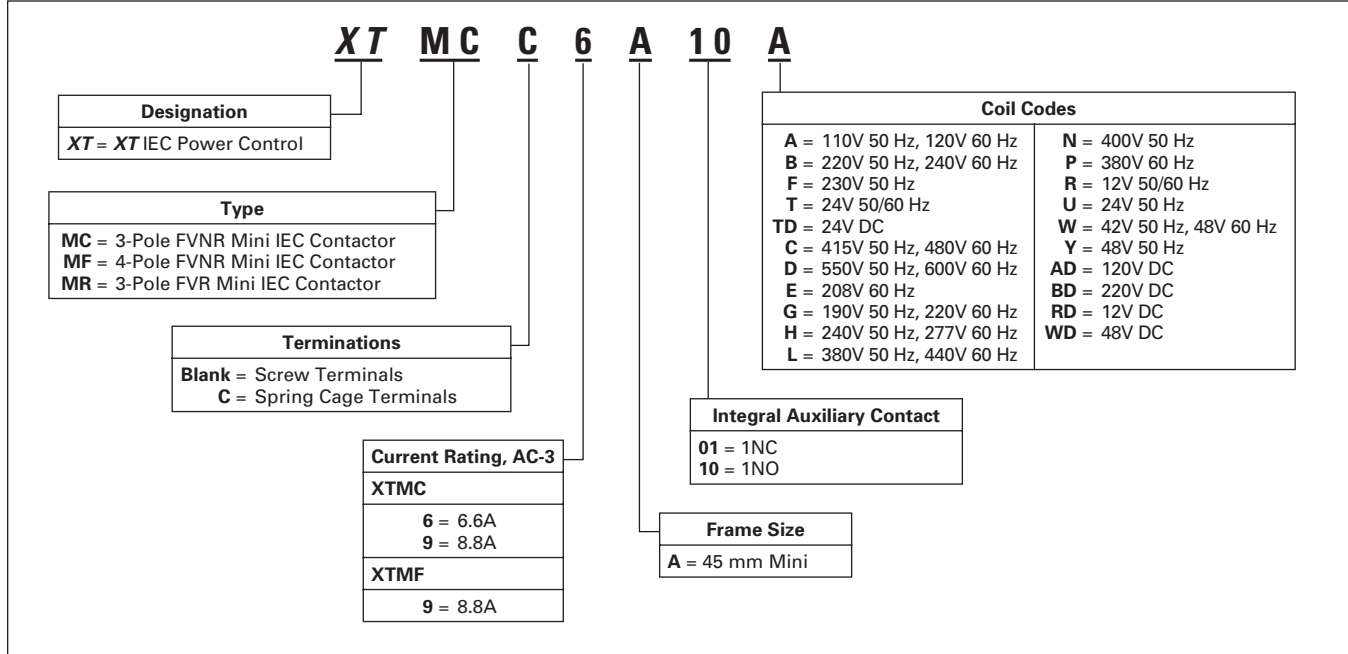 XT MC C 6 A 10 A
Designation
XT = XT IEC Power Control
Type
MC = 3-Pole FVNR Mini IEC Contactor
MF = 4-Pole FVNR Mini IEC Contactor
MR = 3-Pole FVR Mini IEC Contactor
Terminations
Blank = Screw Terminals
C = Spring Cage Terminals
Current Rating, AC-3
XTMC
6 = 6.6A
9 = 8.8A
XTMF
9 = 8.8A
Frame Size
A = 45 mm Mini
Integral Auxiliary Contact
01 = 1NC
10 = 1NO
Coil Codes
A = 110V 50 Hz, 120V 60 Hz
B = 220V 50 Hz, 240V 60 Hz
F = 230V 50 Hz
T = 24V 50/60 Hz
TD = 24V DC
C = 415V 50 Hz, 480V 60 Hz
D = 550V 50 Hz, 600V 60 Hz
E = 208V 60 Hz
G = 190V 50 Hz, 220V 60 Hz
H = 240V 50 Hz, 277V 60 Hz
L = 380V 50 Hz, 440V 60 Hz
N = 400V 50 Hz
P = 380V 60 Hz
R = 12V 50/60 Hz
U = 24V 50 Hz
W = 42V 50 Hz, 48V 60 Hz
Y = 48V 50 Hz
AD = 120V DC
BD = 220V DC
RD = 12V DC
WD = 48V DC